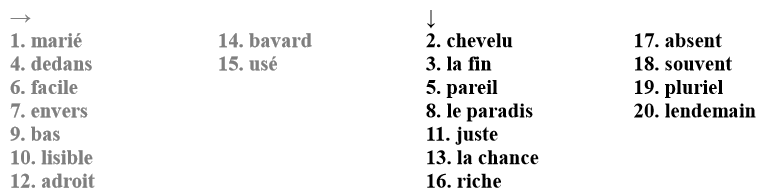 →
1. marié
4. dedans
6. facile
7. envers
9. bas
10. lisible
12. adroit
14. bavard
15. usé
↓
2. chevelu
3. la fin
5. pareil
8. le paradis
11. juste
13. la chance
16. riche
17. absent
18. souvent
19. pluriel
20. lendemain